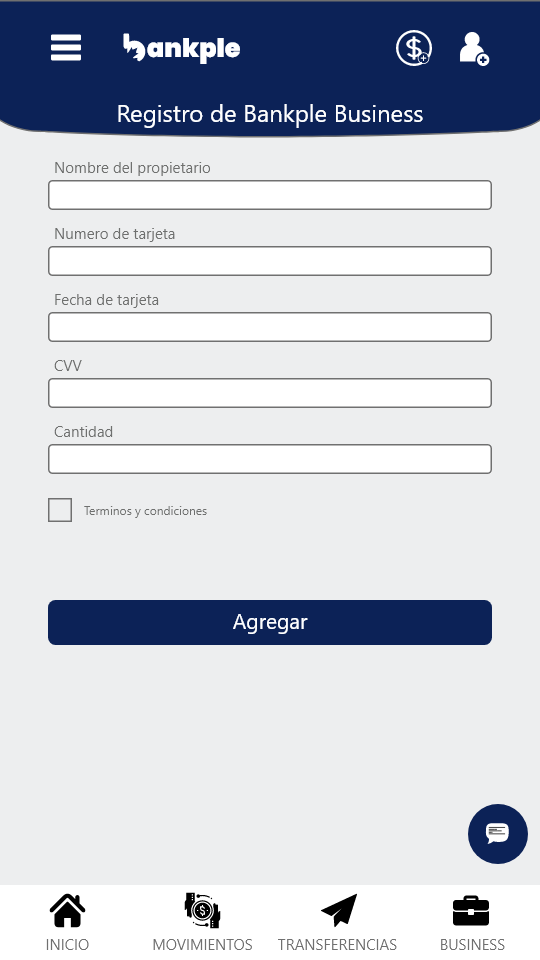 bankple
Registro de Bankple Business
Nombre del propietario
Numero de tarjeta
Fecha de tarjeta
CVV
Cantidad
Terminos y condiciones
Agregar
INICIO MOVIMIENTOS TRANSFERENCIAS BUSINESS